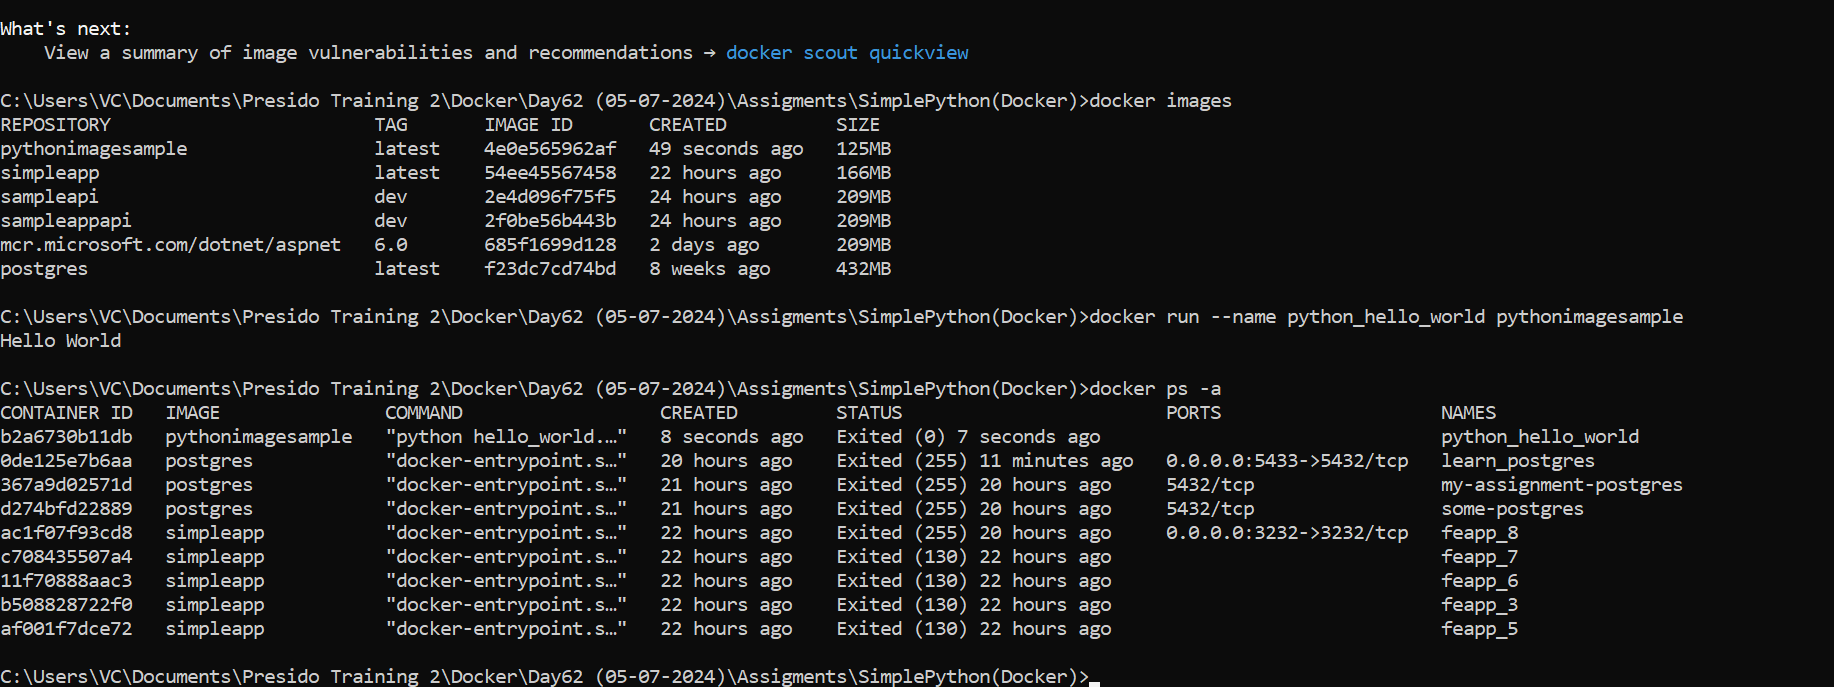 What's next:
    View a summary of image vulnerabilities and recommendations → docker scout quickview
C:\Users\VC\Documents\Presido Training 2\Docker\Day62 (05-07-2024)\Assigments\SimplePython(Docker)>docker images
REPOSITORY                        TAG       IMAGE ID       CREATED          SIZE
pythonimagesample                 latest    4e0e565962af   49 seconds ago   125MB
simpleapp                         latest    54ee45567458   22 hours ago     166MB
sampleapi                         dev       2e4d096f75f5   24 hours ago     209MB
sampleappapi                      dev       2f0be56b443b   24 hours ago     209MB
mcr.microsoft.com/dotnet/aspnet   6.0       685f1699d128   2 days ago       209MB
postgres                          latest    f23dc7cd74bd   8 weeks ago      432MB
C:\Users\VC\Documents\Presido Training 2\Docker\Day62 (05-07-2024)\Assigments\SimplePython(Docker)>docker run --name python_hello_world pythonimagesample
Hello World
C:\Users\VC\Documents\Presido Training 2\Docker\Day62 (05-07-2024)\Assigments\SimplePython(Docker)>docker ps -a
CONTAINER ID   IMAGE               COMMAND                  CREATED         STATUS                        PORTS                    NAMES
b2a6730b11db   pythonimagesample   "python hello_world.…"   8 seconds ago   Exited (0) 7 seconds ago                               python_hello_world
0de125e7b6aa   postgres            "docker-entrypoint.s…"   20 hours ago    Exited (255) 11 minutes ago   0.0.0.0:5433->5432/tcp   learn_postgres
367a9d02571d   postgres            "docker-entrypoint.s…"   21 hours ago    Exited (255) 20 hours ago     5432/tcp                 my-assignment-postgres
d274bfd22889   postgres            "docker-entrypoint.s…"   21 hours ago    Exited (255) 20 hours ago     5432/tcp                 some-postgres
ac1f07f93cd8   simpleapp           "docker-entrypoint.s…"   22 hours ago    Exited (255) 20 hours ago     0.0.0.0:3232->3232/tcp   feapp_8
c708435507a4   simpleapp           "docker-entrypoint.s…"   22 hours ago    Exited (130) 22 hours ago                              feapp_7
11f70888aac3   simpleapp           "docker-entrypoint.s…"   22 hours ago    Exited (130) 22 hours ago                              feapp_6
b508828722f0   simpleapp           "docker-entrypoint.s…"   22 hours ago    Exited (130) 22 hours ago                              feapp_3
af001f7dce72   simpleapp           "docker-entrypoint.s…"   22 hours ago    Exited (130) 22 hours ago                              feapp_5
C:\Users\VC\Documents\Presido Training 2\Docker\Day62 (05-07-2024)\Assigments\SimplePython(Docker)>